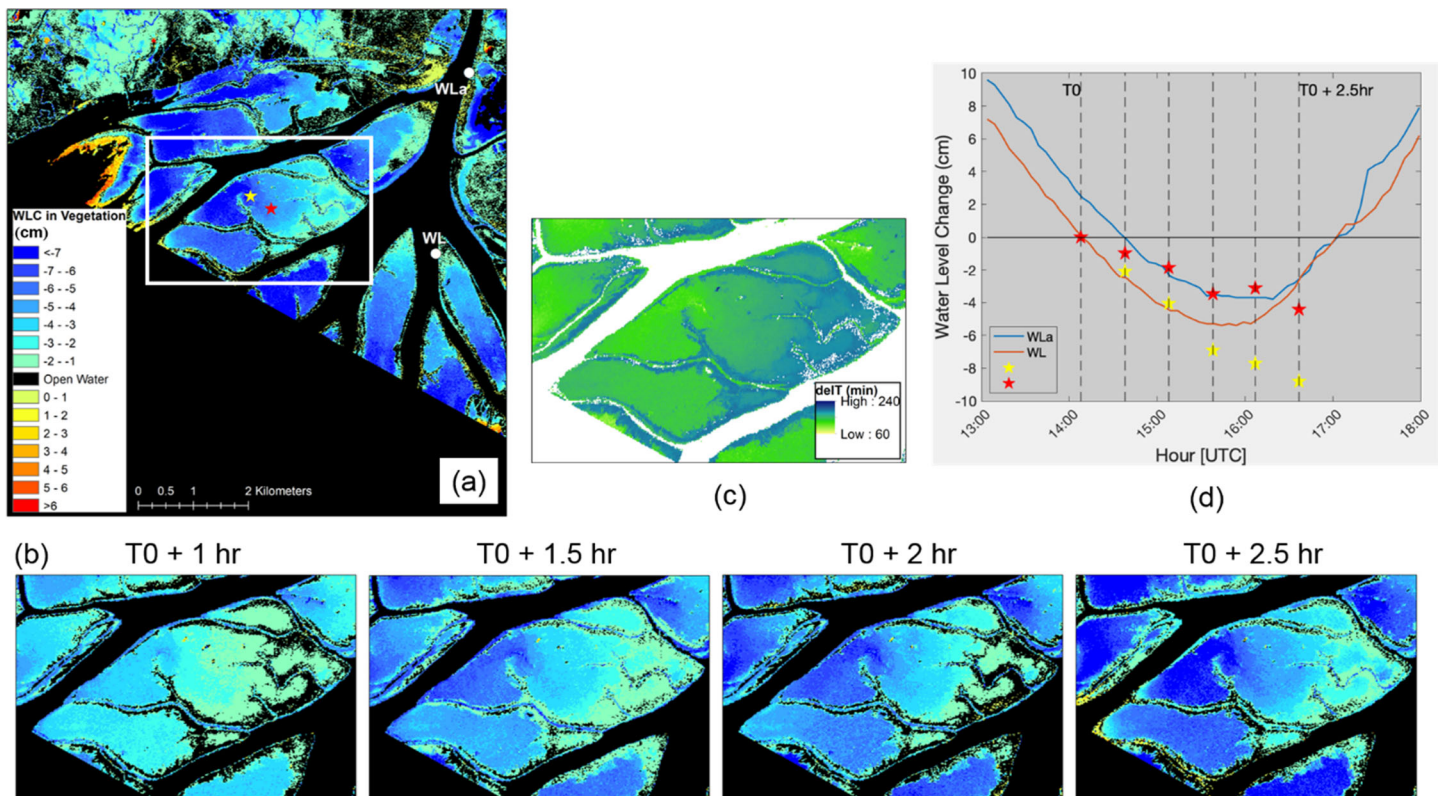 WLa
WL
WLC in Vegetation
(cm)
<-7
-7 - -6
-6 - -5
-5 - -4
-4 - -3
-3 - -2
-2 - -1
Open Water
0 - 1
1 - 2
2 - 3
3 - 4
4 - 5
5 - 6
>6
0 0.5 1 2 Kilometers
(a)
delT (min)
High : 240
Low : 60
(c)
10
8
6
4
2
0
-2
-4
-6
-8
-10
Water Level Change (cm)
T0
T0 + 2.5hr
WLa
WL
13:00
14:00
15:00
16:00
17:00
18:00
Hour [UTC]
(d)
(b)
T0 + 1 hr
T0 + 1.5 hr
T0 + 2 hr
T0 + 2.5 hr